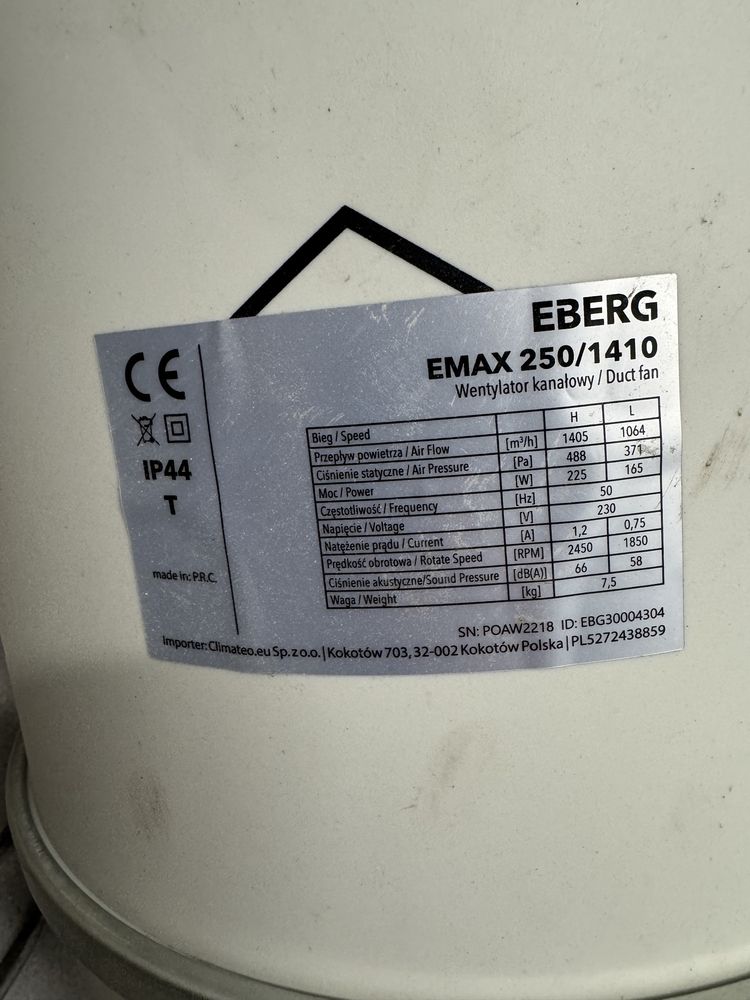 EBERG
EMAX 250/1410
Wentylator kanałowy / Duct fan
CE
IP44
T
made in: P.R.C.
Bieg / Speed H L
Przepływ powietrza / Air Flow [m³/h] 1405 1064
Ciśnienie statyczne / Air Pressure [Pa] 488 371
Moc / Power [W] 225 165
Częstotliwość / Frequency [Hz] 50
Napięcie / Voltage [V] 230
Natężenie prądu / Current [A] 1,2 0,75
Prędkość obrotowa / Rotate Speed [RPM] 2450 1850
Ciśnienie akustyczne/Sound Pressure [dB(A)] 66 58
Waga / Weight [kg] 7,5
SN: POAW2218 ID: EBG30004304
Importer: Climateo.eu Sp. z o.o. | Kokotów 703, 32-002 Kokotów Polska | PL5272438859